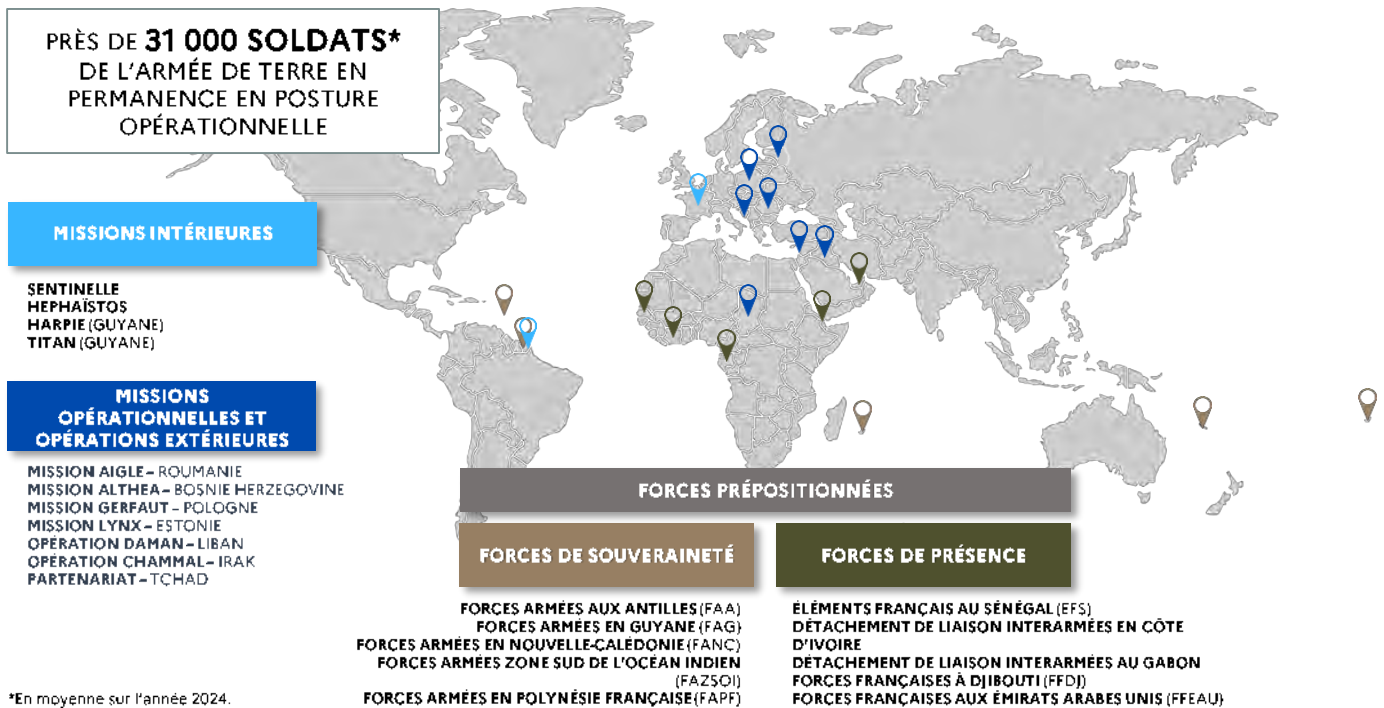 PRÈS DE 31 000 SOLDATS*
DE L'ARMÉE DE TERRE EN
PERMANENCE EN POSTURE
OPÉRATIONNELLE
MISSIONS INTÉRIEURES
SENTINELLE
HEPHAÏSTOS
HARPIE (GUYANE)
TITAN (GUYANE)
MISSIONS
OPÉRATIONNELLES ET
OPÉRATIONS EXTÉRIEURES
MISSION AIGLE – ROUMANIE
MISSION ALTHEA – BOSNIE HERZEGOVINE
MISSION GERFAUT – POLOGNE
MISSION LYNX – ESTONIE
OPÉRATION DAMAN – LIBAN
OPÉRATION CHAMMAL – IRAK
PARTENARIAT – TCHAD
FORCES PRÉPOSITIONNÉES
FORCES DE SOUVERAINETÉ
FORCES ARMÉES AUX ANTILLES (FAA)
FORCES ARMÉES EN GUYANE (FAG)
FORCES ARMÉES EN NOUVELLE-CALÉDONIE (FANC)
FORCES ARMÉES ZONE SUD DE L'OCÉAN INDIEN
(FAZSOI)
FORCES ARMÉES EN POLYNÉSIE FRANÇAISE (FAPF)
FORCES DE PRÉSENCE
ÉLÉMENTS FRANÇAIS AU SÉNÉGAL (EFS)
DÉTACHEMENT DE LIAISON INTERARMÉES EN CÔTE
D'IVOIRE
DÉTACHEMENT DE LIAISON INTERARMÉES AU GABON
FORCES FRANÇAISES À DJIBOUTI (FFDJ)
FORCES FRANÇAISES AUX ÉMIRATS ARABES UNIS (FFEAU)
*En moyenne sur l'année 2024.